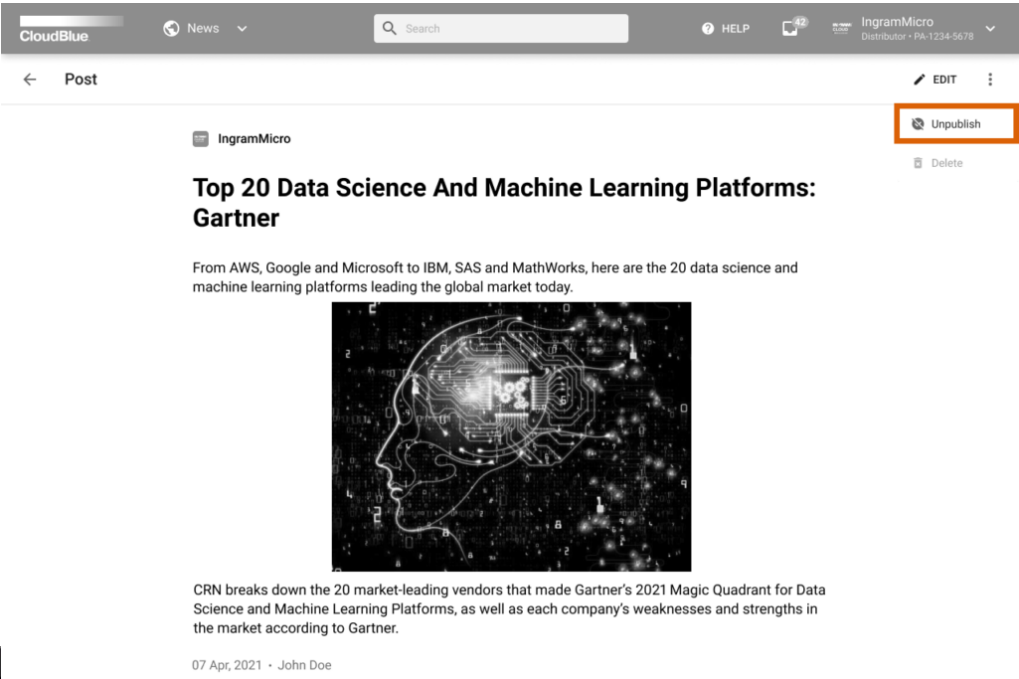 CloudBlue
News
Search
HELP
42
IngramMicro
Distributor • PA-1234-5678
Post
EDIT
Unpublish
Delete
IngramMicro
Top 20 Data Science And Machine Learning Platforms:
Gartner
From AWS, Google and Microsoft to IBM, SAS and MathWorks, here are the 20 data science and
machine learning platforms leading the global market today.
CRN breaks down the 20 market-leading vendors that made Gartner’s 2021 Magic Quadrant for Data
Science and Machine Learning Platforms, as well as each company’s weaknesses and strengths in
the market according to Gartner.
07 Apr, 2021 • John Doe